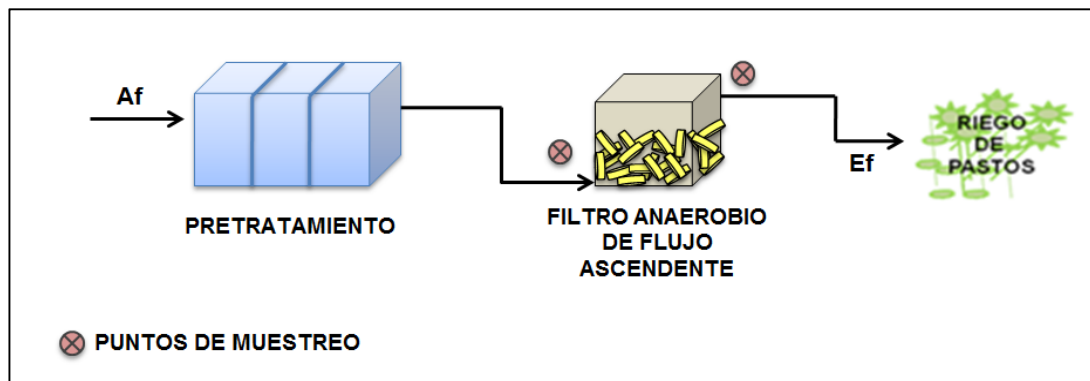 Af
PRETRATAMIENTO
FILTRO ANAEROBIO
DE FLUJO
ASCENDENTE
Ef
RIEGO
DE
PASTOS
PUNTOS DE MUESTREO